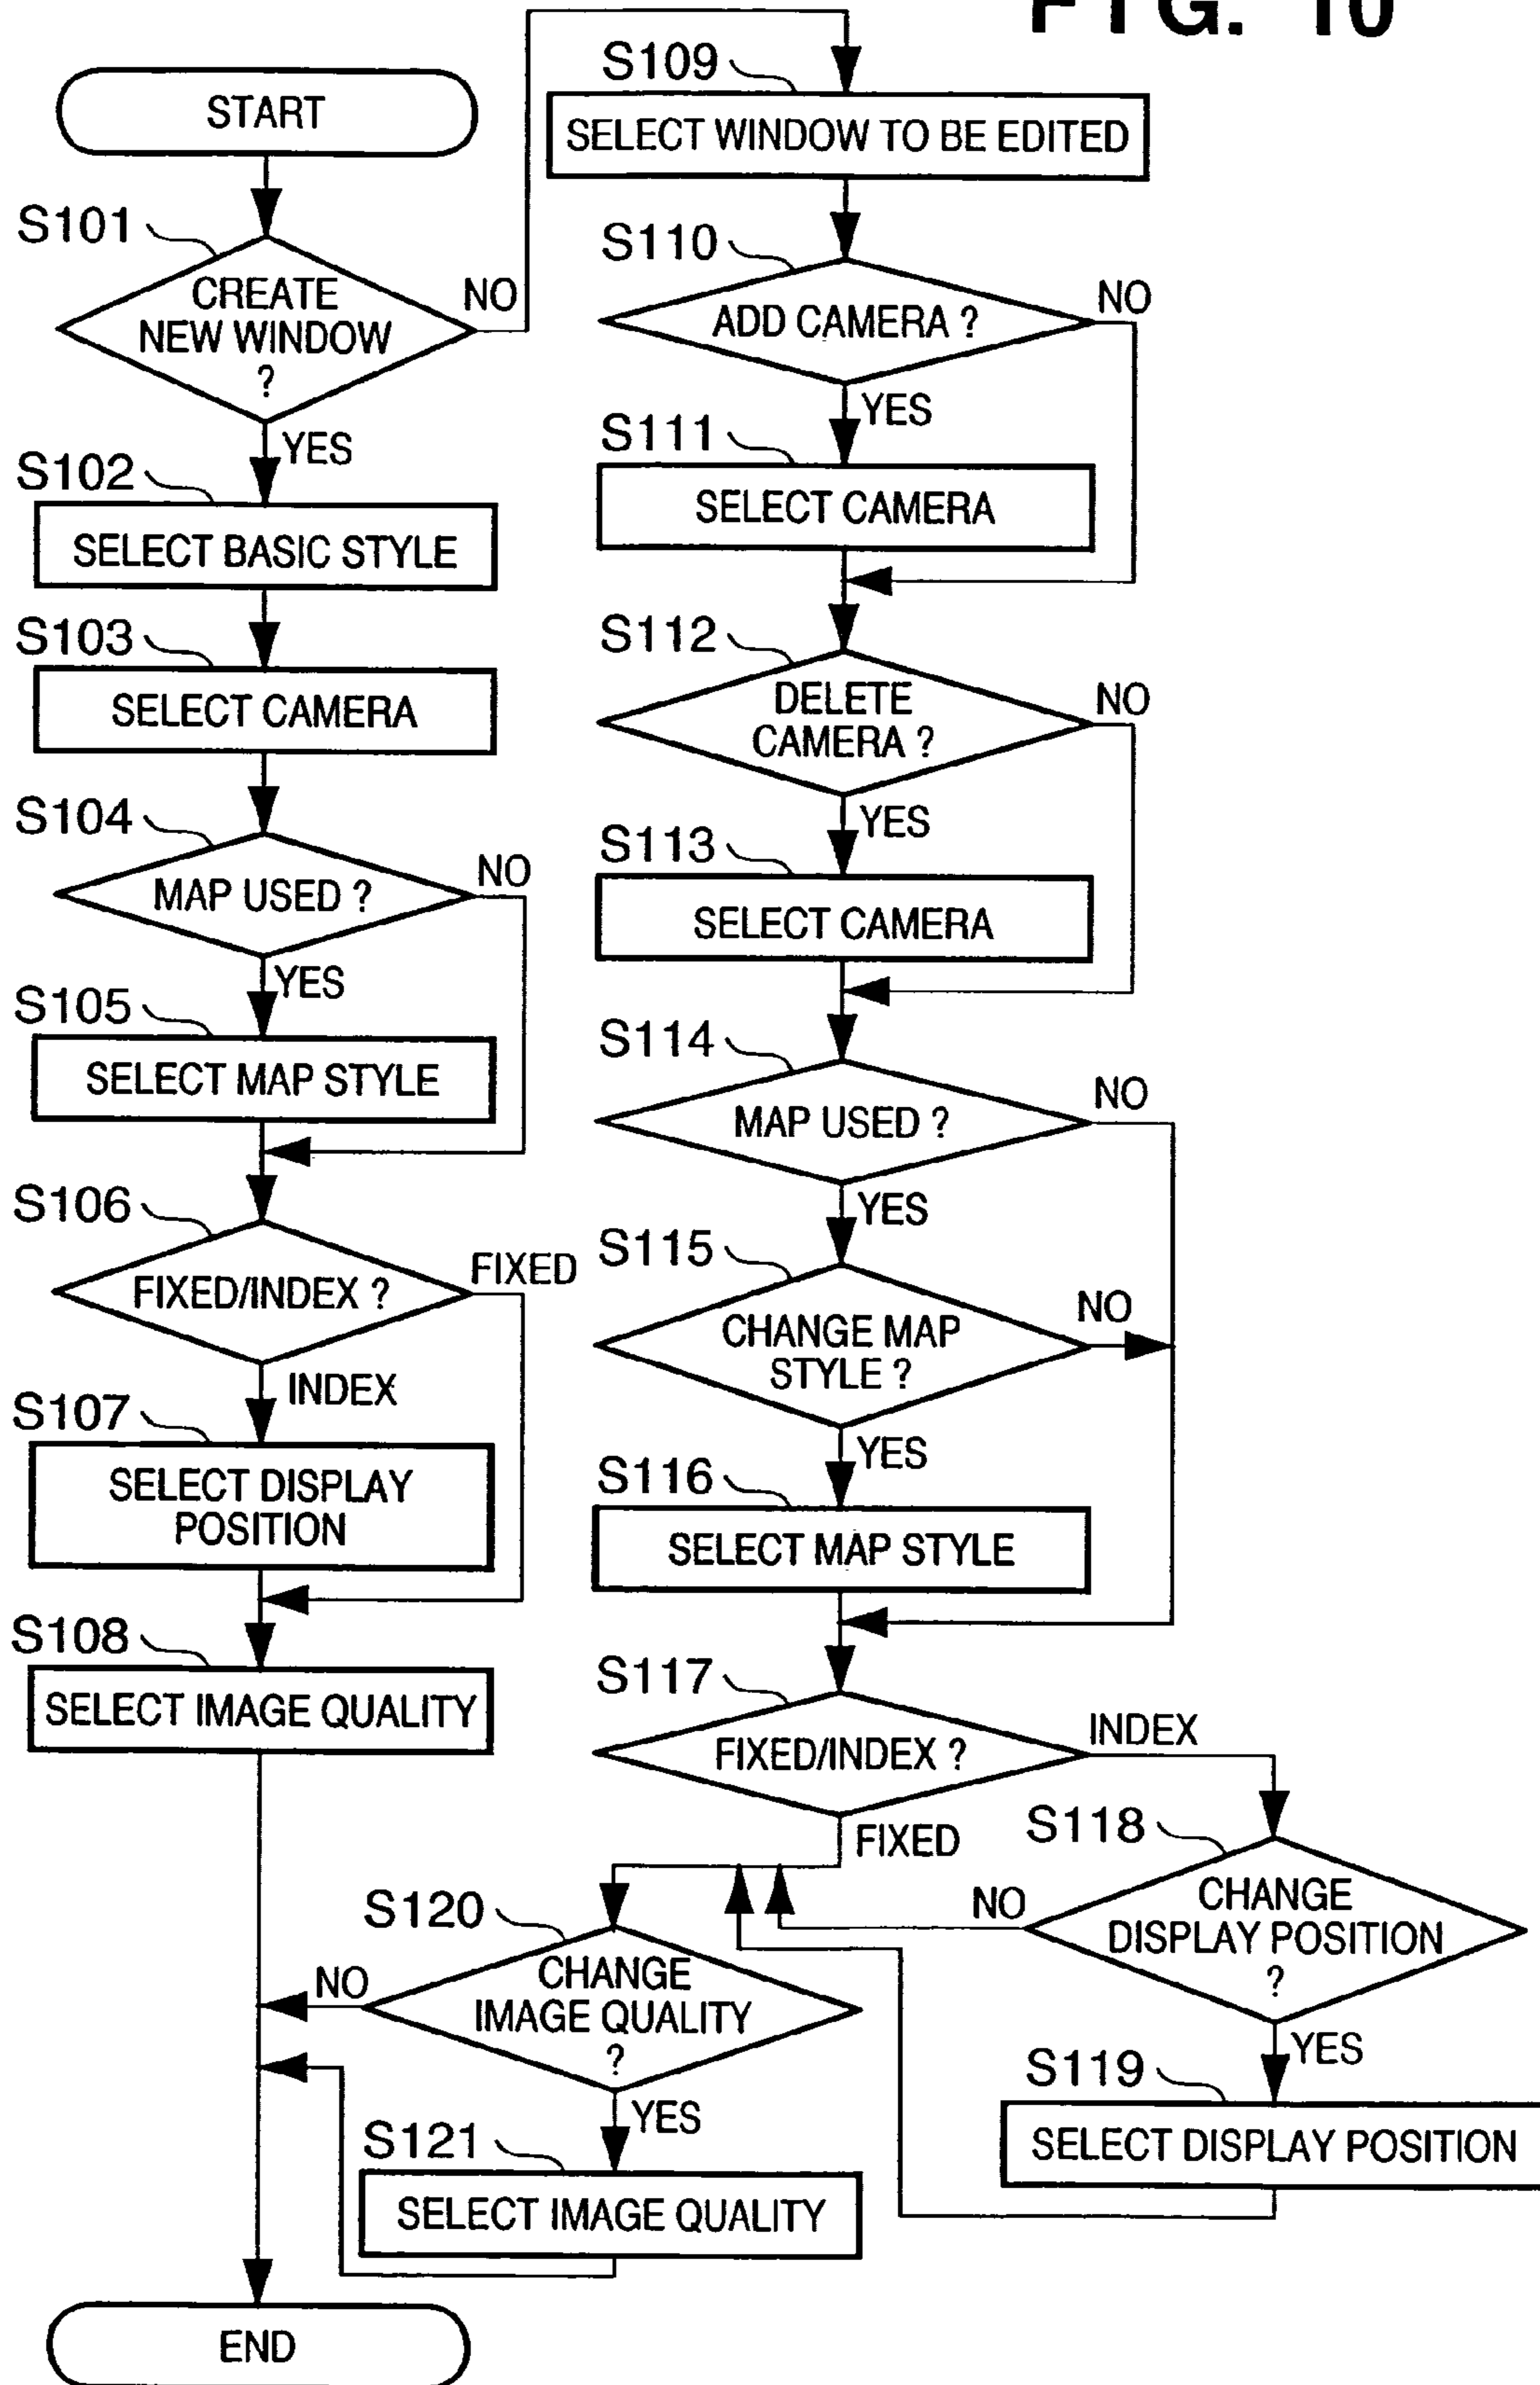 FIG. 10
START
S101
CREATE
NEW WINDOW
?
NO
YES
S102
SELECT BASIC STYLE
S103
SELECT CAMERA
S104
MAP USED ?
NO
YES
S105
SELECT MAP STYLE
S106
FIXED/INDEX ?
FIXED
INDEX
S107
SELECT DISPLAY
POSITION
S108
SELECT IMAGE QUALITY
END
S109
SELECT WINDOW TO BE EDITED
S110
ADD CAMERA ?
NO
YES
S111
SELECT CAMERA
S112
DELETE
CAMERA ?
NO
YES
S113
SELECT CAMERA
S114
MAP USED ?
NO
YES
S115
CHANGE MAP
STYLE ?
NO
YES
S116
SELECT MAP STYLE
S117
FIXED/INDEX ?
INDEX
FIXED
S118
CHANGE
DISPLAY POSITION
?
NO
YES
S119
SELECT DISPLAY POSITION
S120
CHANGE
IMAGE QUALITY
?
NO
YES
S121
SELECT IMAGE QUALITY